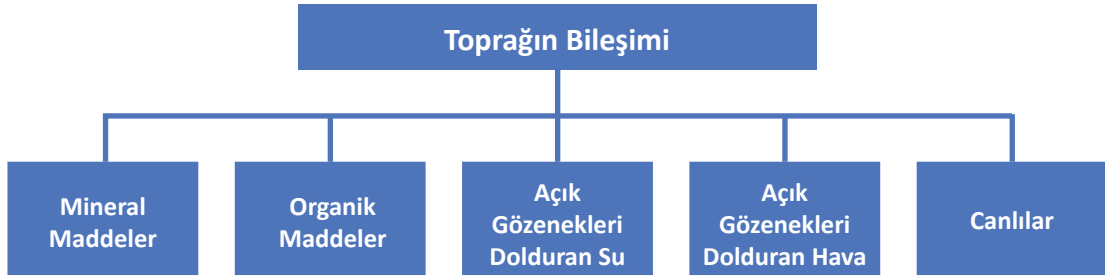 Toprağın Bileşimi
Mineral
Maddeler
Organik
Maddeler
Açık
Gözenekleri
Dolduran Su
Açık
Gözenekleri
Dolduran Hava
Canlılar